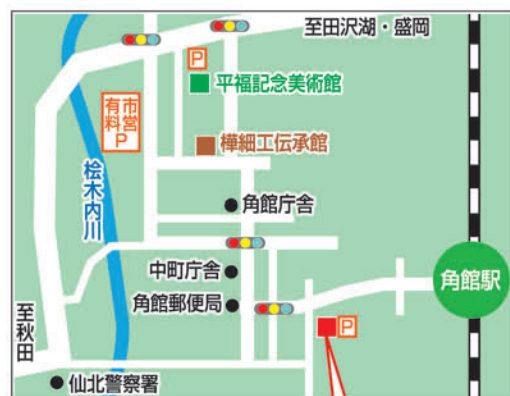 至田沢湖・盛岡
P
平福記念美術館
市営
有料
P
樺細工伝承館
桧木内川
角館庁舎
中町庁舎
角館駅
角館郵便局
至秋田
P
仙北警察署